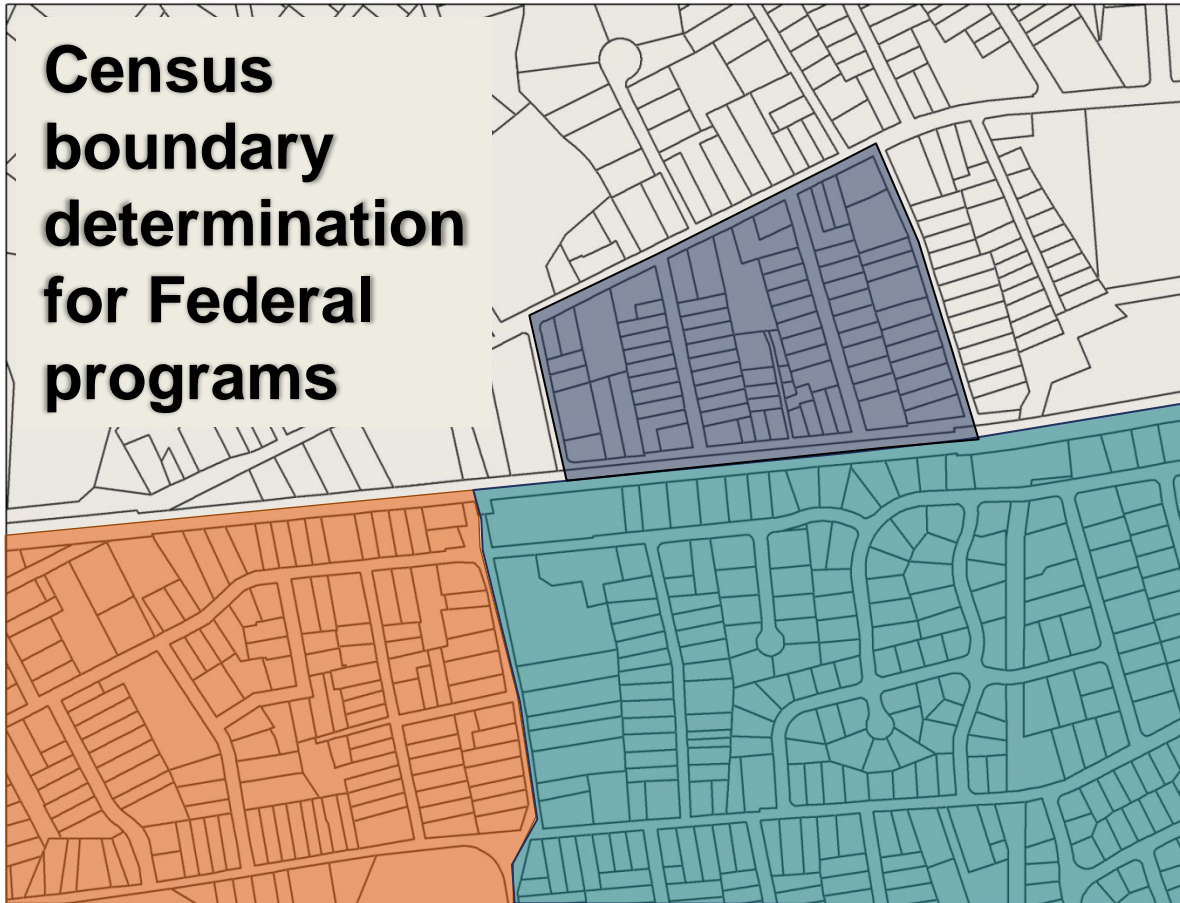 Census
boundary
determination
for Federal
programs